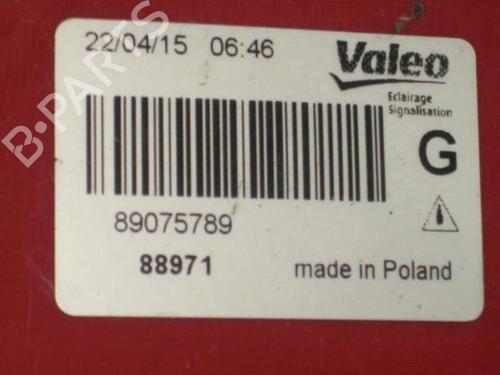 22/04/15 06:46
Valeo
Eclairage
Signalisation
G
89075789
88971
made in Poland
B-PARTS